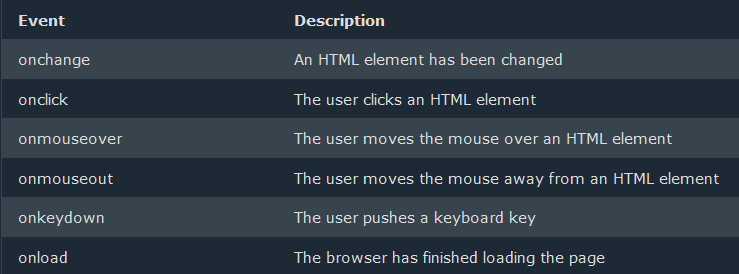 Event Description
onchange An HTML element has been changed
onclick The user clicks an HTML element
onmouseover The user moves the mouse over an HTML element
onmouseout The user moves the mouse away from an HTML element
onkeydown The user pushes a keyboard key
onload The browser has finished loading the page